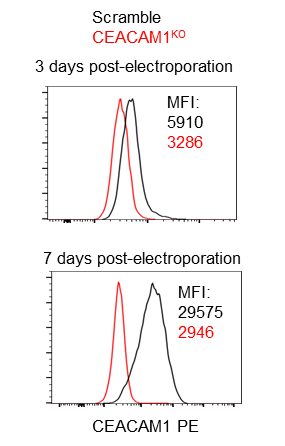 Scramble
CEACAM1KO
3 days post-electroporation
MFI:
5910
3286
7 days post-electroporation
MFI:
29575
2946
CEACAM1 PE